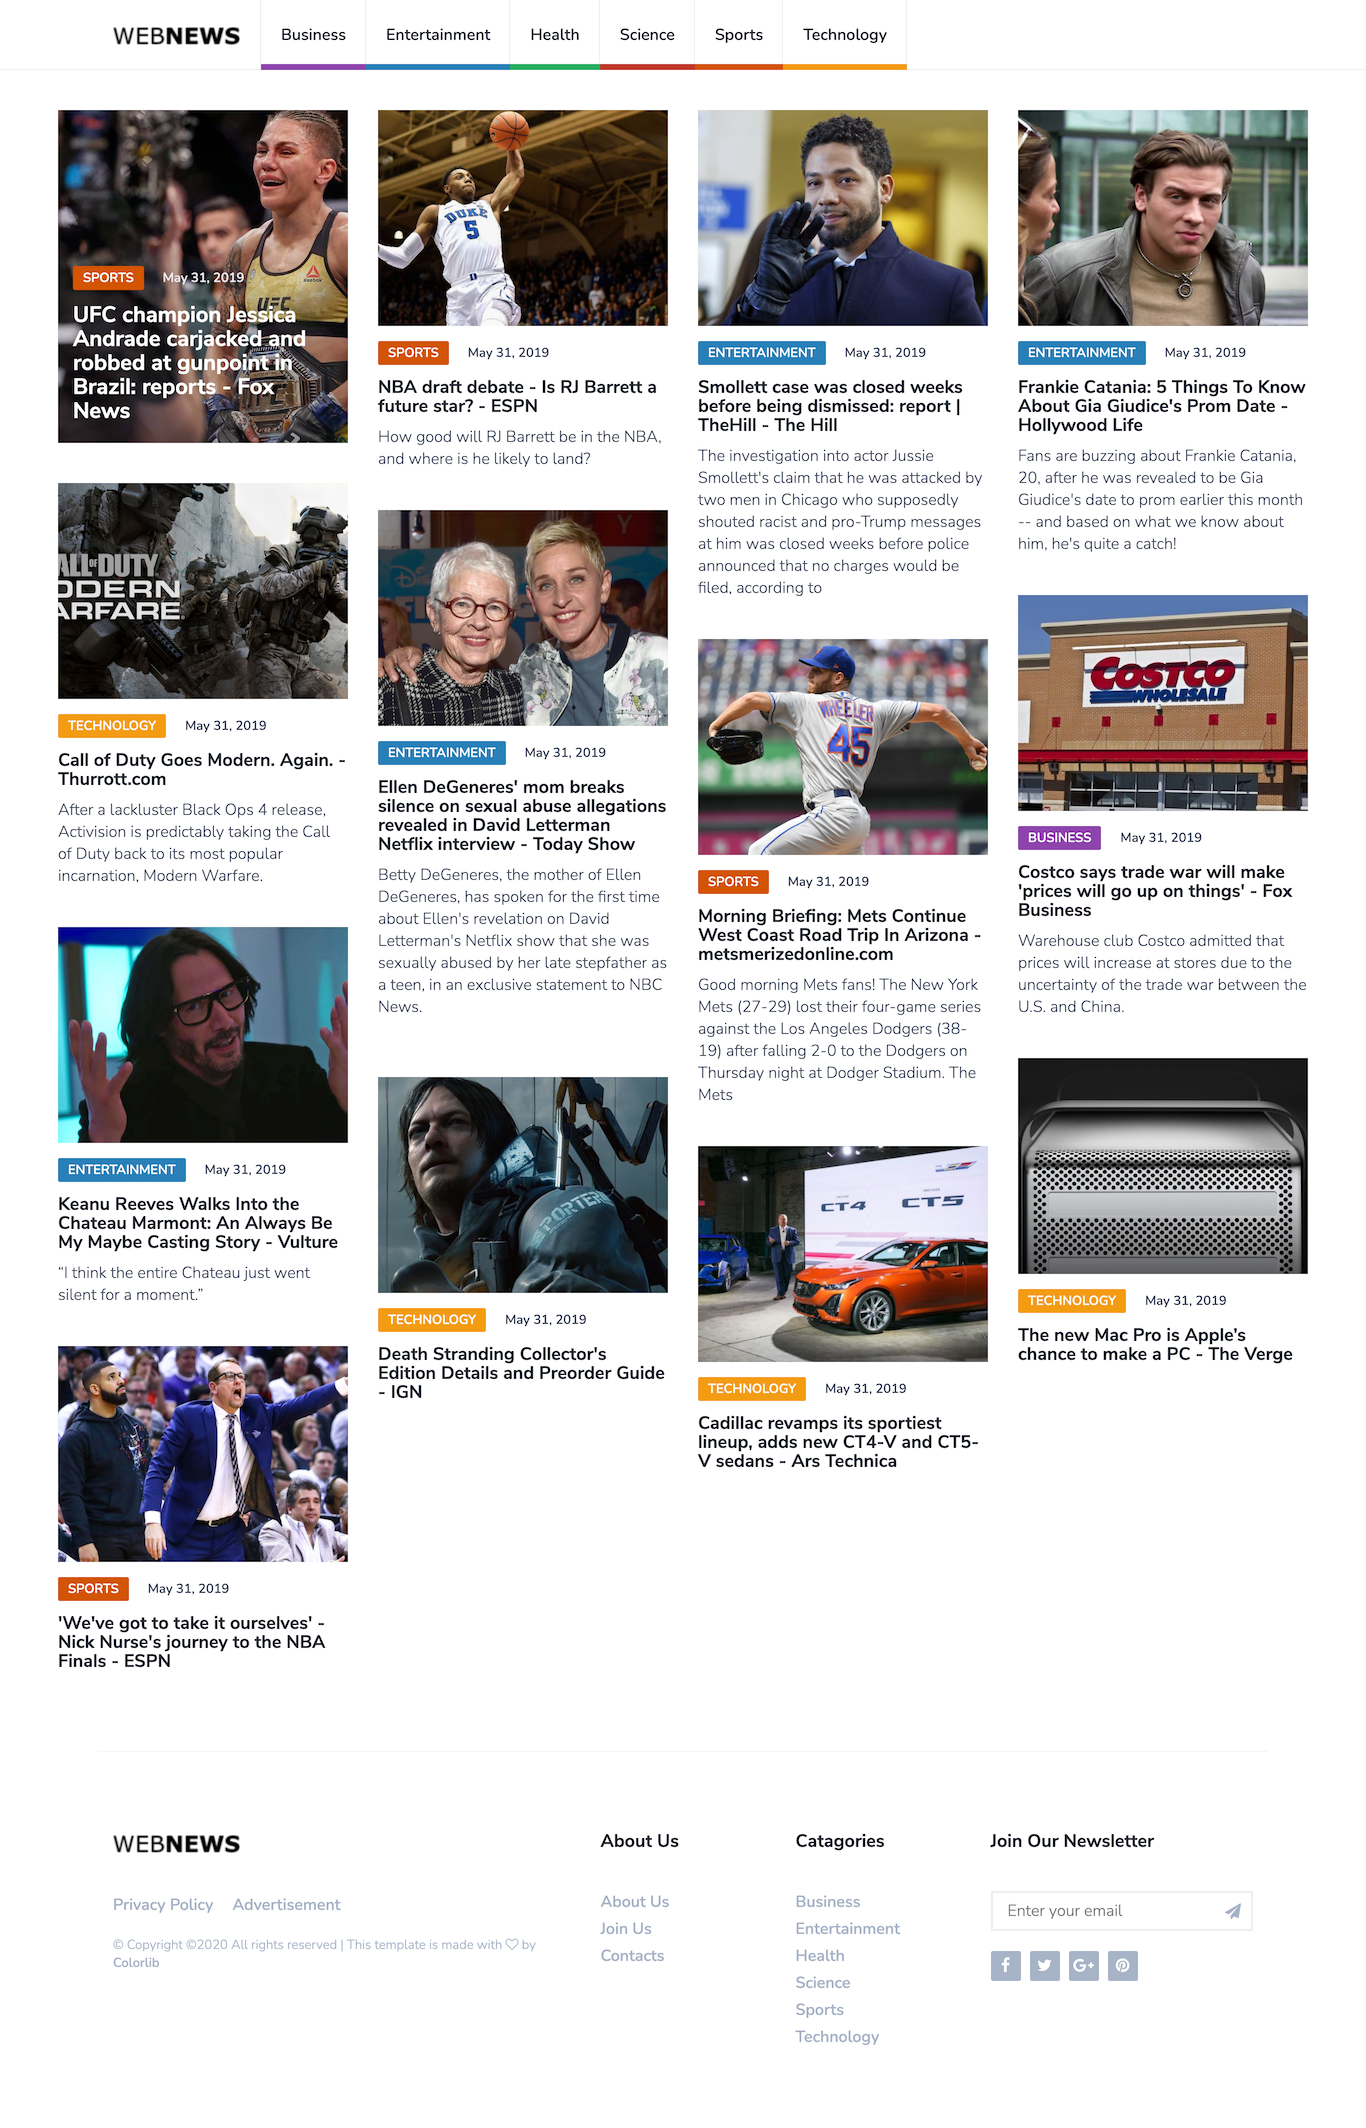 WEBNEWS
Business
Entertainment
Health
Science
Sports
Technology
UFC
Reebok
SPORTS
May 31, 2019
UFC champion Jessica
Andrade carjacked and
robbed at gunpoint in
Brazil: reports - Fox
News
ALL OF DUTY
ODERN
ARFARE
TECHNOLOGY
May 31, 2019
Call of Duty Goes Modern. Again. -
Thurrott.com
After a lackluster Black Ops 4 release,
Activision is predictably taking the Call
of Duty back to its most popular
incarnation, Modern Warfare.
ENTERTAINMENT
May 31, 2019
Keanu Reeves Walks Into the
Chateau Marmont: An Always Be
My Maybe Casting Story - Vulture
“I think the entire Chateau just went
silent for a moment.”
SPORTS
May 31, 2019
'We've got to take it ourselves' -
Nick Nurse's journey to the NBA
Finals - ESPN
DUKE
5
SPORTS
May 31, 2019
NBA draft debate - Is RJ Barrett a
future star? - ESPN
How good will RJ Barrett be in the NBA,
and where is he likely to land?
ENTERTAINMENT
May 31, 2019
Ellen DeGeneres' mom breaks
silence on sexual abuse allegations
revealed in David Letterman
Netflix interview - Today Show
Betty DeGeneres, the mother of Ellen
DeGeneres, has spoken for the first time
about Ellen's revelation on David
Letterman's Netflix show that she was
sexually abused by her late stepfather as
a teen, in an exclusive statement to NBC
News.
PORTER
TECHNOLOGY
May 31, 2019
Death Stranding Collector's
Edition Details and Preorder Guide
- IGN
ENTERTAINMENT
May 31, 2019
Smollett case was closed weeks
before being dismissed: report |
TheHill - The Hill
The investigation into actor Jussie
Smollett's claim that he was attacked by
two men in Chicago who supposedly
shouted racist and pro-Trump messages
at him was closed weeks before police
announced that no charges would be
filed, according to
WHEELER
45
SPORTS
May 31, 2019
Morning Briefing: Mets Continue
West Coast Road Trip In Arizona -
metsmerizedonline.com
Good morning Mets fans! The New York
Mets (27-29) lost their four-game series
against the Los Angeles Dodgers (38-
19) after falling 2-0 to the Dodgers on
Thursday night at Dodger Stadium. The
Mets
CT4
CT5
TECHNOLOGY
May 31, 2019
Cadillac revamps its sportiest
lineup, adds new CT4-V and CT5-
V sedans - Ars Technica
ENTERTAINMENT
May 31, 2019
Frankie Catania: 5 Things To Know
About Gia Giudice's Prom Date -
Hollywood Life
Fans are buzzing about Frankie Catania,
20, after he was revealed to be Gia
Giudice's date to prom earlier this month
-- and based on what we know about
him, he's quite a catch!
COSTCO
WHOLESALE
BUSINESS
May 31, 2019
Costco says trade war will make
'prices will go up on things' - Fox
Business
Warehouse club Costco admitted that
prices will increase at stores due to the
uncertainty of the trade war between the
U.S. and China.
TECHNOLOGY
May 31, 2019
The new Mac Pro is Apple’s
chance to make a PC - The Verge
WEBNEWS
Privacy Policy
Advertisement
© Copyright ©2020 All rights reserved | This template is made with ♡ by
Colorlib
About Us
About Us
Join Us
Contacts
Catagories
Business
Entertainment
Health
Science
Sports
Technology
Join Our Newsletter
Enter your email